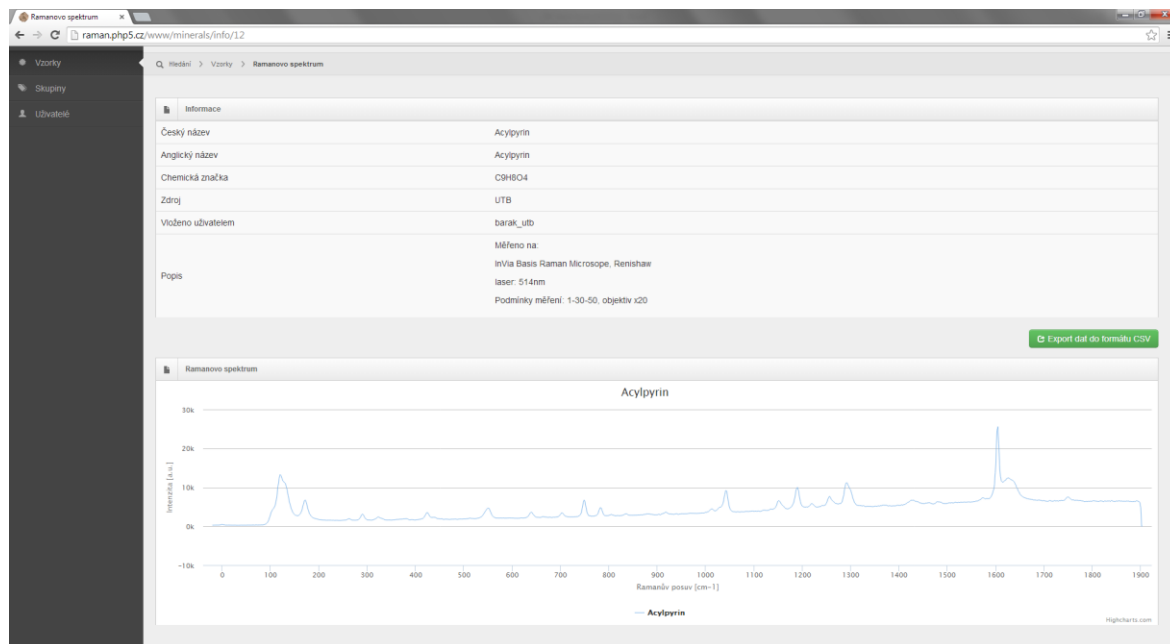 Ramanovo spektrum
raman.php5.cz/www/minerals/info/12
Vzorky
Skupiny
Uživatelé
Hledání > Vzorky > Ramanovo spektrum
Informace
Český název Acylpyrin
Anglický název Acylpyrin
Chemická značka C9H8O4
Zdroj UTB
Vloženo uživatelem barak_utb
Popis
Měřeno na:
InVia Basis Raman Microsope, Renishaw
laser: 514nm
Podmínky měření: 1-30-50, objektiv x20
Export dat do formátu CSV
Ramanovo spektrum
Acylpyrin
Intenzita [a.u.]
30k
20k
10k
0k
-10k
0 100 200 300 400 500 600 700 800 900 1000 1100 1200 1300 1400 1500 1600 1700 1800 1900
Ramanův posuv [cm-1]
Acylpyrin
Highcharts.com